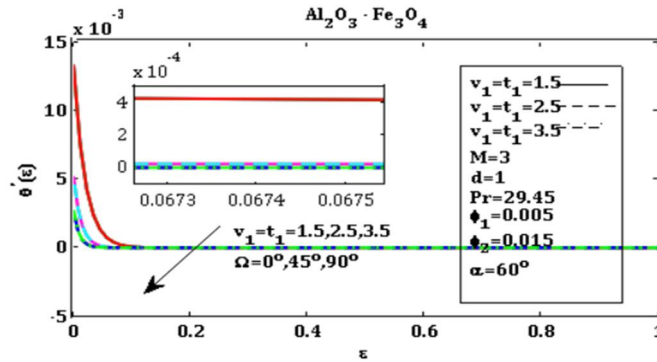 Al₂O₃ · Fe₃O₄
x 10⁻³
15
10
5
0
-5
θ'(ε)
x 10⁻⁴
4
2
0
0.0673
0.0674
0.0675
v₁=t₁=1.5,2.5,3.5
Ω=0°,45°,90°
v₁=t₁=1.5
v₁=t₁=2.5
v₁=t₁=3.5
M=3
d=1
Pr=29.45
ϕ₁=0.005
ϕ₂=0.015
α=60°
0
0.2
0.4
0.6
0.8
1
ε